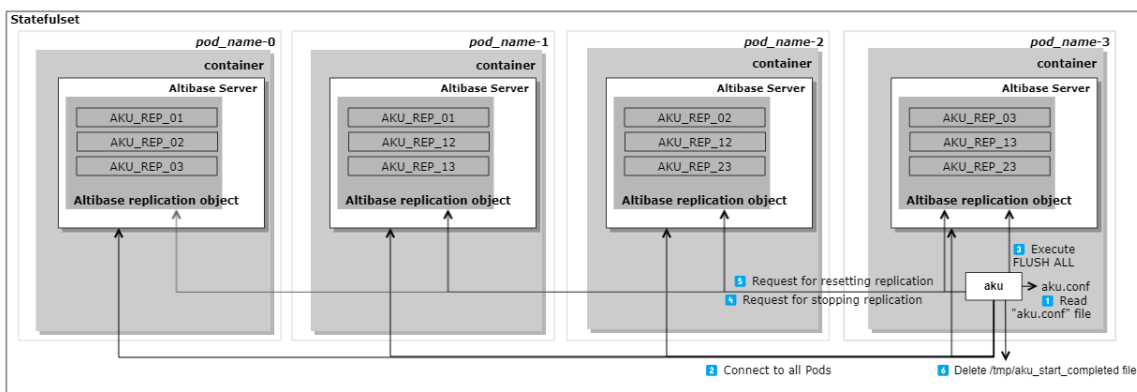 Statefulset
pod_name-0
container
Altibase Server
AKU_REP_01
AKU_REP_02
AKU_REP_03
Altibase replication object
pod_name-1
container
Altibase Server
AKU_REP_01
AKU_REP_12
AKU_REP_13
Altibase replication object
pod_name-2
container
Altibase Server
AKU_REP_02
AKU_REP_12
AKU_REP_23
Altibase replication object
pod_name-3
container
Altibase Server
AKU_REP_03
AKU_REP_13
AKU_REP_23
Altibase replication object
3 Execute
FLUSH ALL
5 Request for resetting replication
4 Request for stopping replication
aku
aku.conf
1 Read
"aku.conf" file
2 Connect to all Pods
6 Delete /tmp/aku_start_completed file